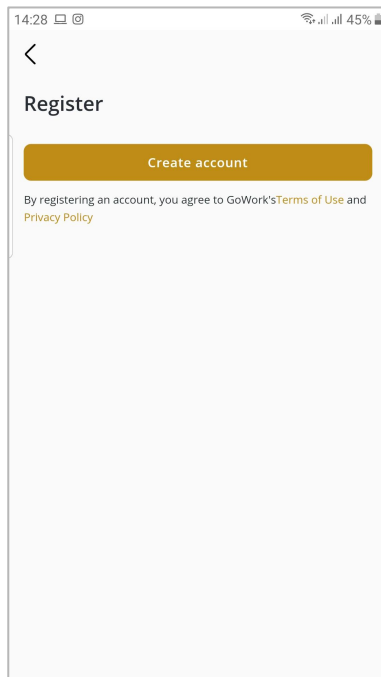 14:28 45%
Register
Create account
By registering an account, you agree to GoWork'sTerms of Use and
Privacy Policy